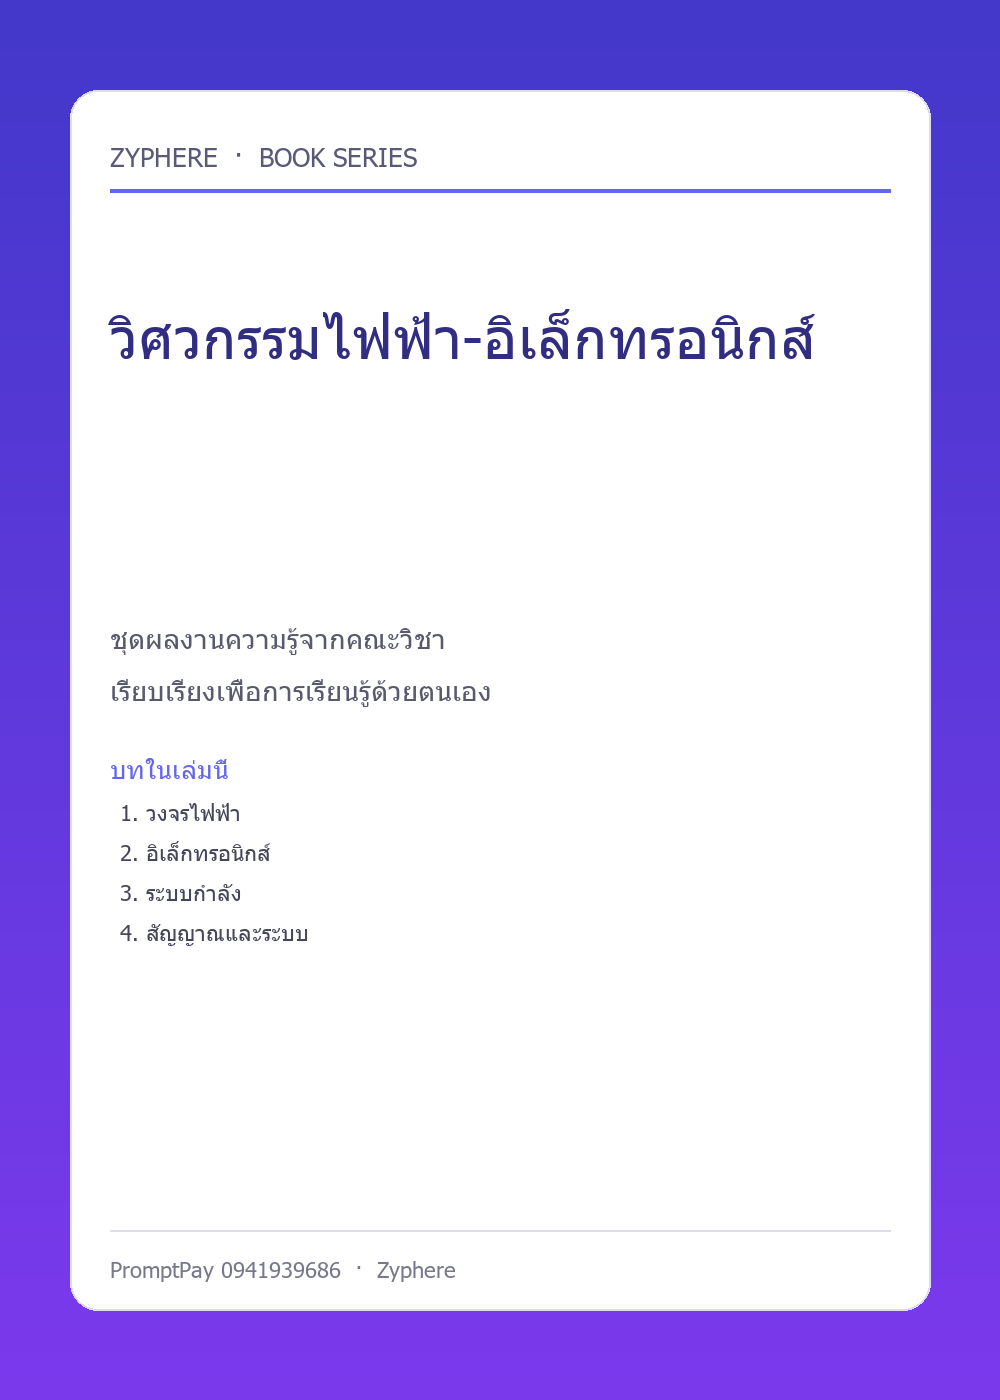 ZYPHERE · BOOK SERIES
วิศวกรรมไฟฟ้า-อิเล็กทรอนิกส์
ชุดผลงานความรู้จากคณะวิชา
เรียบเรียงเพื่อการเรียนรู้ด้วยตนเอง
บทในเล่มนี้
1. วงจรไฟฟ้า
2. อิเล็กทรอนิกส์
3. ระบบกำลัง
4. สัญญาณและระบบ
PromptPay 0941939686 · Zyphere